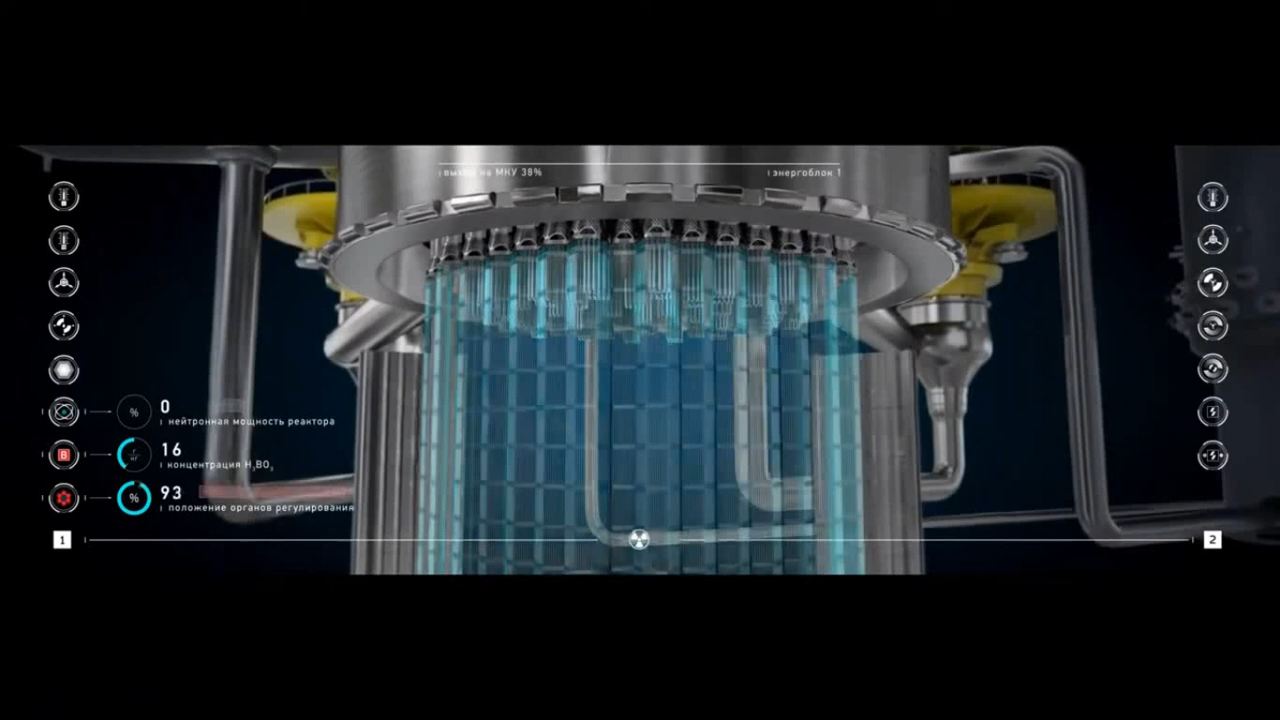 выход на МКУ 38%
энергоблок 1
%
0
нейтронная мощность реактора
г
кг
16
концентрация H₃BO₃
B
%
93
положение органов регулирования
1
2